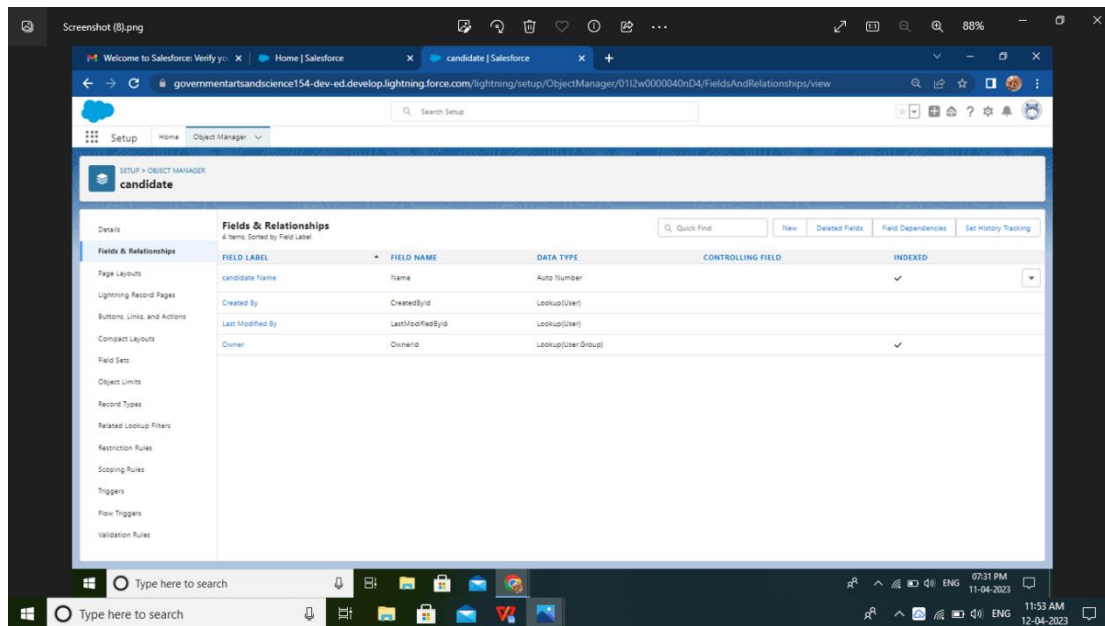 Screenshot (8).png
88%
Welcome to Salesforce: Verify yo
Home | Salesforce
candidate | Salesforce
governmentartsandscience154-dev-ed.develop.lightning.force.com/lightning/setup/ObjectManager/01I2w0000040nD4/FieldsAndRelationships/view
Search Setup
Setup Home Object Manager
SETUP > OBJECT MANAGER
candidate
Details
Fields & Relationships
Page Layouts
Lightning Record Pages
Buttons, Links, and Actions
Compact Layouts
Field Sets
Object Limits
Record Types
Related Lookup Filters
Restriction Rules
Scoping Rules
Triggers
Flow Triggers
Validation Rules
Fields & Relationships
4 Items, Sorted by Field Label
Quick Find
New
Deleted Fields
Field Dependencies
Set History Tracking
FIELD LABEL FIELD NAME DATA TYPE CONTROLLING FIELD INDEXED
candidate Name Name Auto Number
Created By CreatedById Lookup(User)
Last Modified By LastModifiedById Lookup(User)
Owner OwnerId Lookup(User,Group)
Type here to search
ENG
07:31 PM
11-04-2023
Type here to search
ENG
11:53 AM
12-04-2023